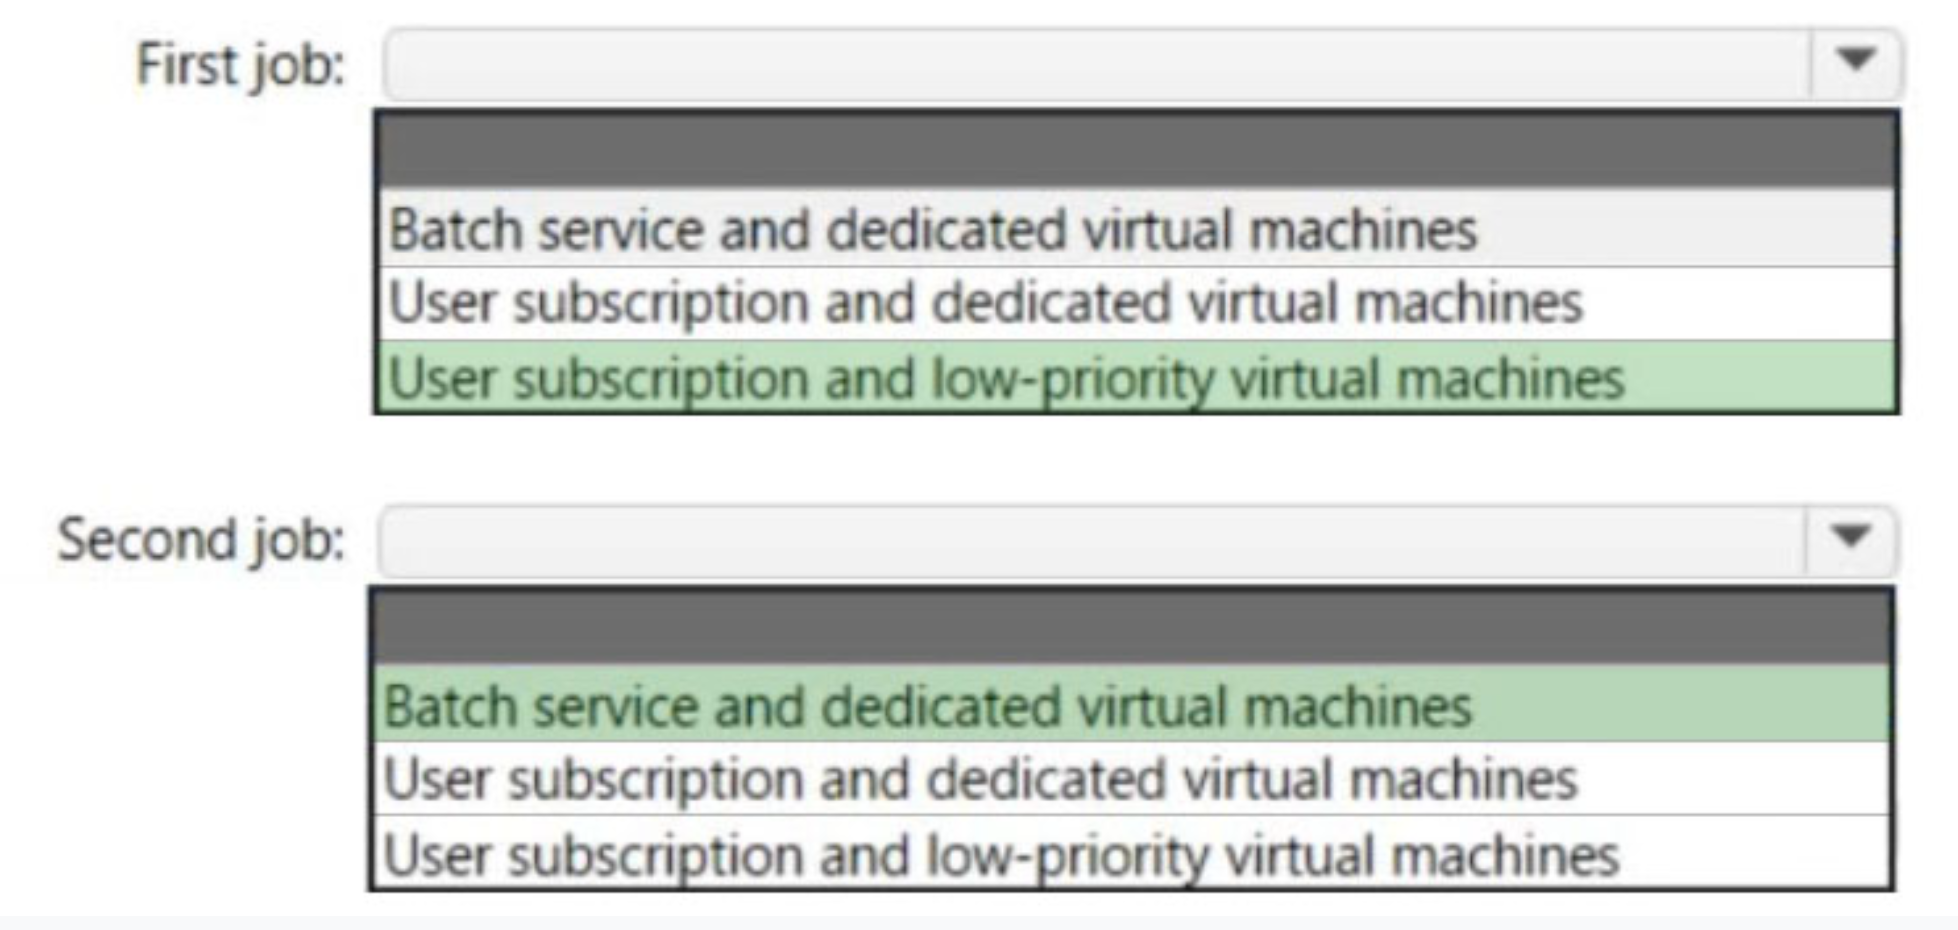 First job:
Batch service and dedicated virtual machines
User subscription and dedicated virtual machines
User subscription and low-priority virtual machines
Second job:
Batch service and dedicated virtual machines
User subscription and dedicated virtual machines
User subscription and low-priority virtual machines